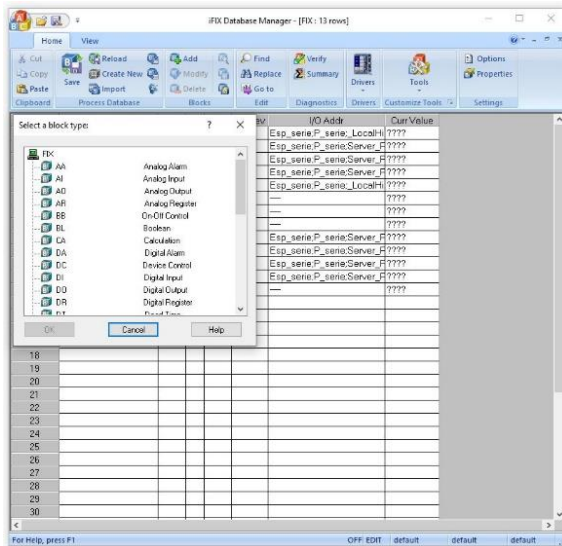 iFIX Database Manager - [FIX : 13 rows]
Home View
Cut Reload Add Find Verify Options
Copy Create New Modify Replace Summary Properties
Paste Save Import Delete Go to Drivers Tools
Clipboard Process Database Blocks Edit Diagnostics Drivers Customize Tools Settings
Select a block type: ? ×
I/O Addr Curr Value
FIX
AA Analog Alarm
AI Analog Input
AO Analog Output
AR Analog Register
BB On-Off Control
BL Boolean
CA Calculation
DA Digital Alarm
DC Device Control
DI Digital Input
DO Digital Output
DR Digital Register
DT Dead Time
OK Cancel Help
Esp_serie;P_serie;_LocalHi ????
Esp_serie;P_serie;Server_F ????
Esp_serie;P_serie;Server_F ????
Esp_serie;P_serie;Server_F ????
Esp_serie;P_serie;_LocalHi ????
— ????
— ????
— ????
Esp_serie;P_serie;Server_F ????
Esp_serie;P_serie;Server_F ????
Esp_serie;P_serie;Server_F ????
Esp_serie;P_serie;Server_F ????
— ????
18
19
20
21
22
23
24
25
26
27
28
29
30
For Help, press F1 OFF EDIT default default default